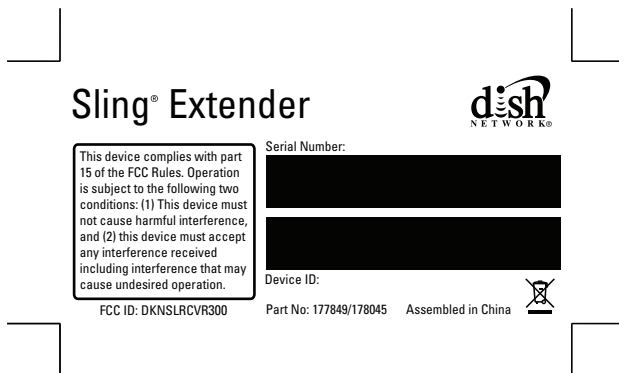 Sling® Extender
dish
NETWORK®
This device complies with part
15 of the FCC Rules. Operation
is subject to the following two
conditions: (1) This device must
not cause harmful interference,
and (2) this device must accept
any interference received
including interference that may
cause undesired operation.
FCC ID: DKNSLRCVR300
Serial Number:
Device ID:
Part No: 177849/178045 Assembled in China